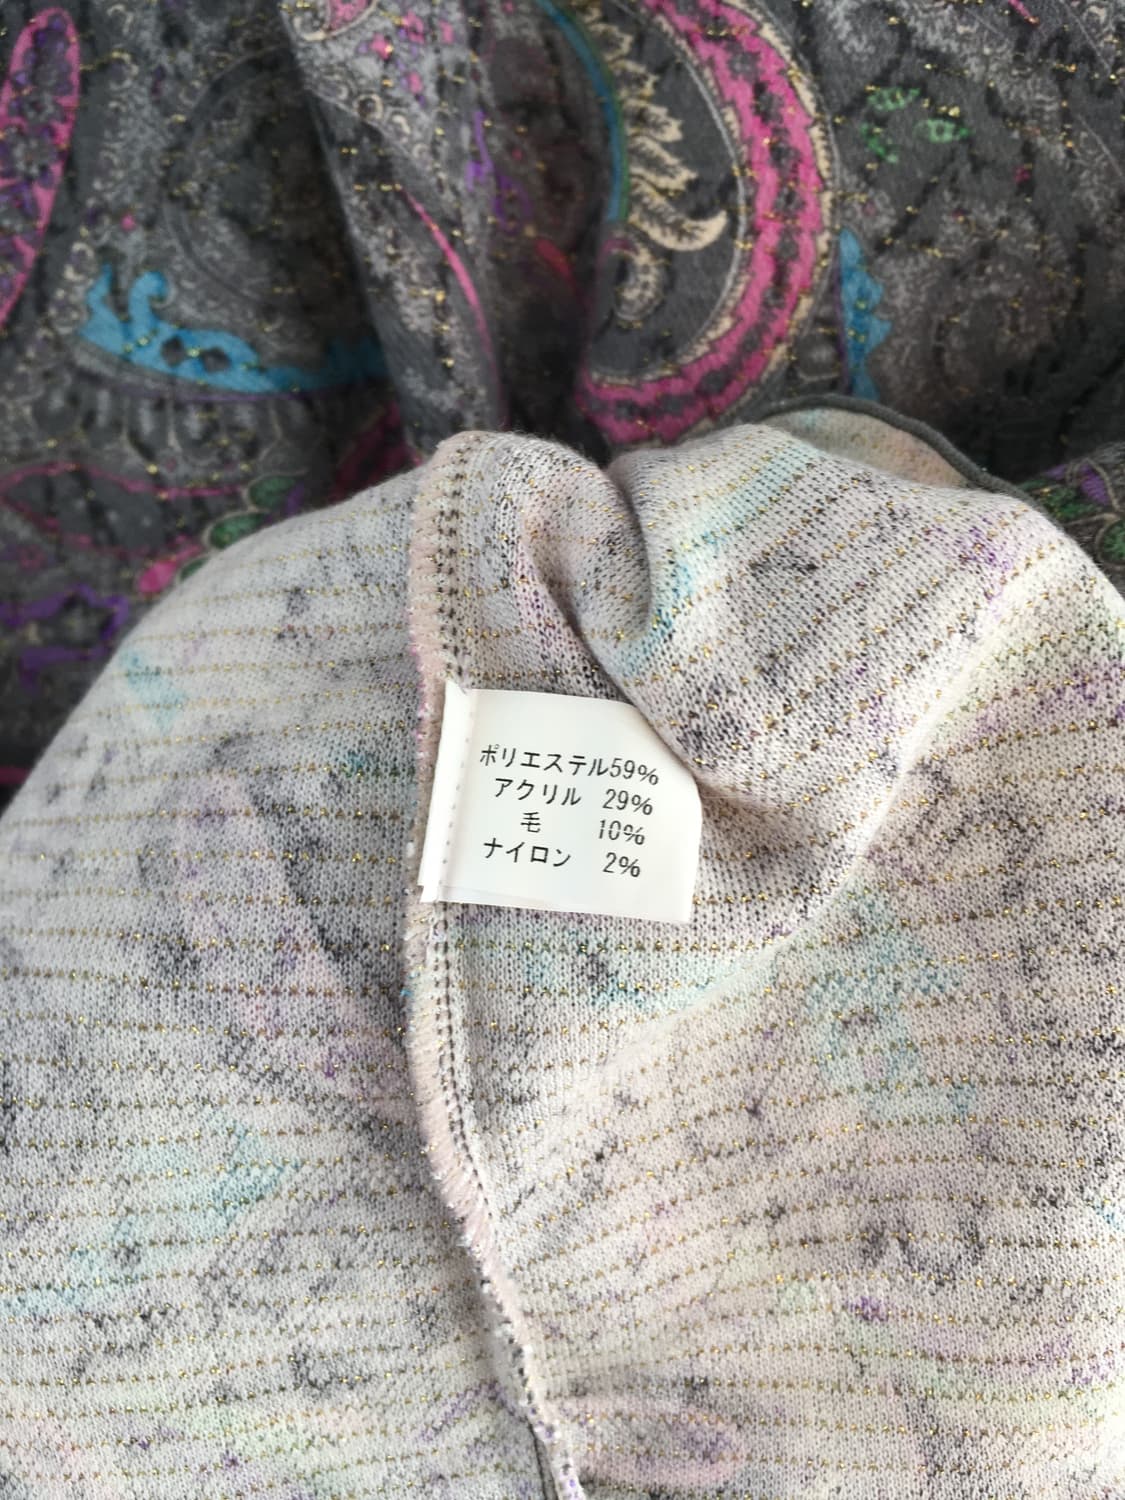 ポリエステル59%
アクリル 29%
毛 10%
ナイロン 2%